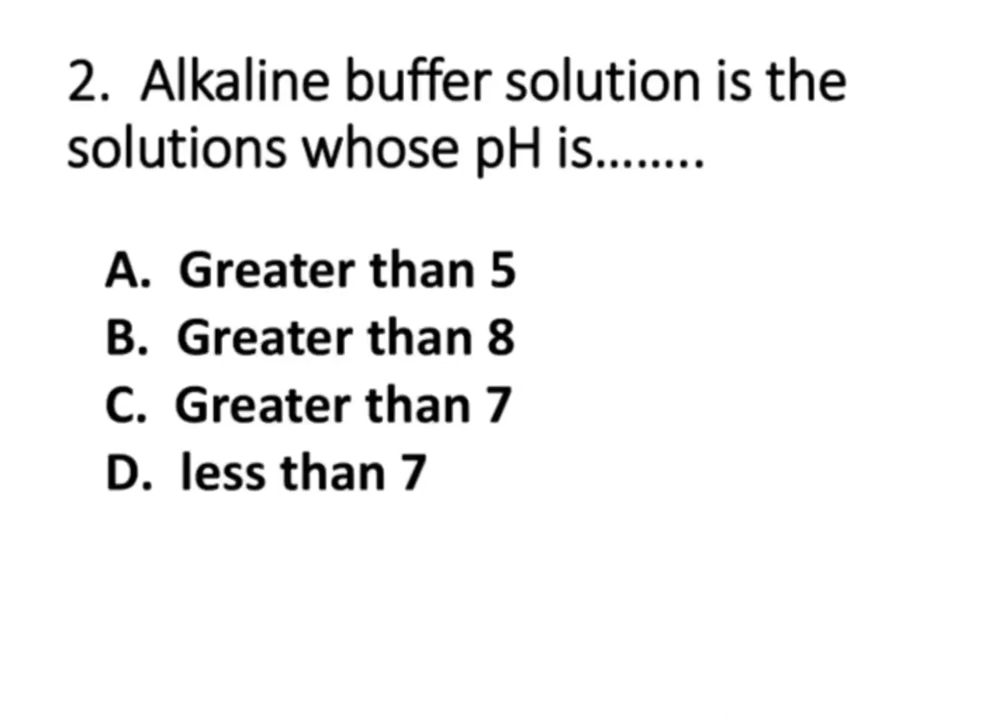 2. Alkaline buffer solution is the
solutions whose pH is........
A. Greater than 5
B. Greater than 8
C. Greater than 7
D. less than 7